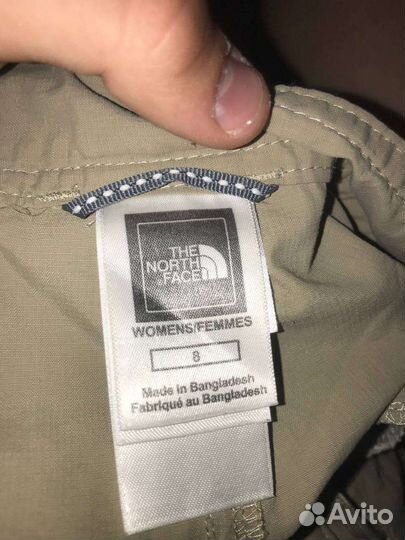 THE
NORTH
FACE
WOMENS/FEMMES
8
Made in Bangladesh
Fabriqué au Bangladesh
Avito